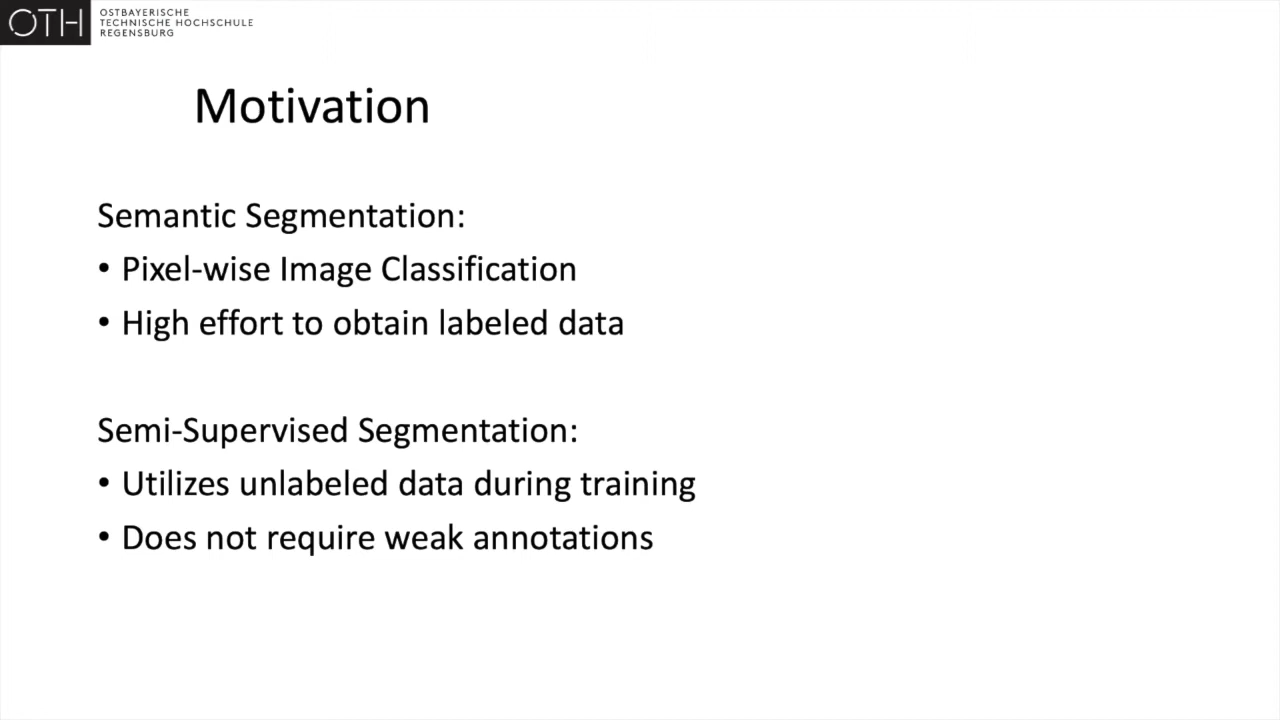 OTH
OSTBAYERISCHE
TECHNISCHE HOCHSCHULE
REGENSBURG
Motivation
Semantic Segmentation:
• Pixel-wise Image Classification
• High effort to obtain labeled data
Semi-Supervised Segmentation:
• Utilizes unlabeled data during training
• Does not require weak annotations